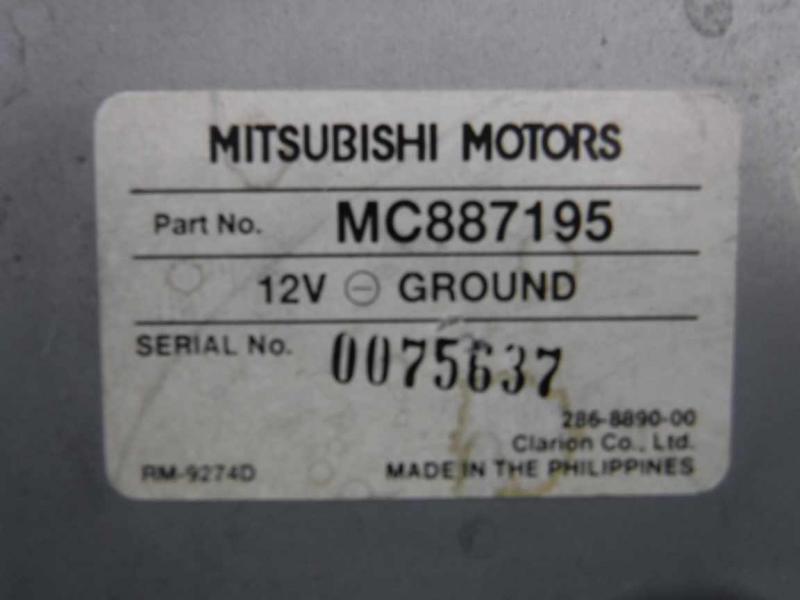 MITSUBISHI MOTORS
Part No. MC887195
12V ⊖ GROUND
SERIAL No. 0075637
286-8890-00
Clarion Co., Ltd.
RM-9274D MADE IN THE PHILIPPINES